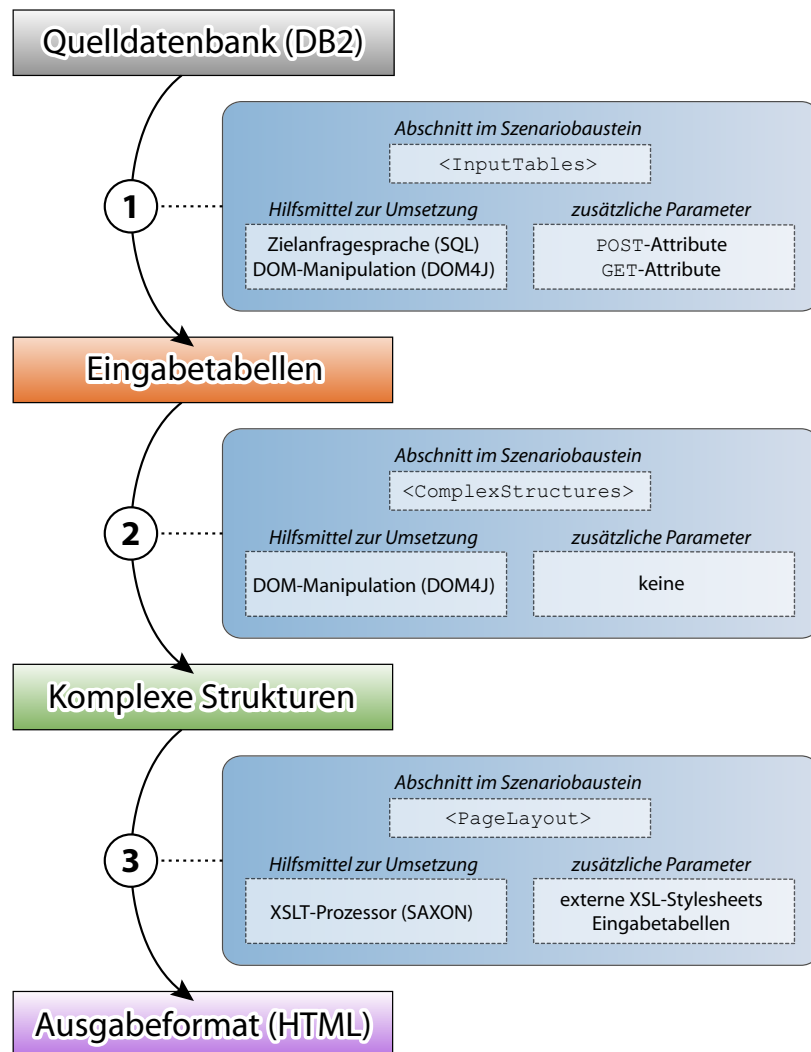 Quelldatenbank (DB2)
Abschnitt im Szenariobaustein
<InputTables>
1
Hilfsmittel zur Umsetzung
zusätzliche Parameter
Zielanfragesprache (SQL)
DOM-Manipulation (DOM4J)
POST-Attribute
GET-Attribute
Eingabetabellen
Abschnitt im Szenariobaustein
<ComplexStructures>
2
Hilfsmittel zur Umsetzung
zusätzliche Parameter
DOM-Manipulation (DOM4J)
keine
Komplexe Strukturen
Abschnitt im Szenariobaustein
<PageLayout>
3
Hilfsmittel zur Umsetzung
zusätzliche Parameter
XSLT-Prozessor (SAXON)
externe XSL-Stylesheets
Eingabetabellen
Ausgabeformat (HTML)